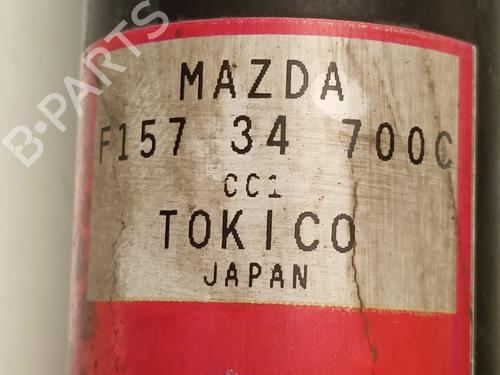 B-PARTS
MAZDA
F157 34 700C
CC1
TOKICO
JAPAN